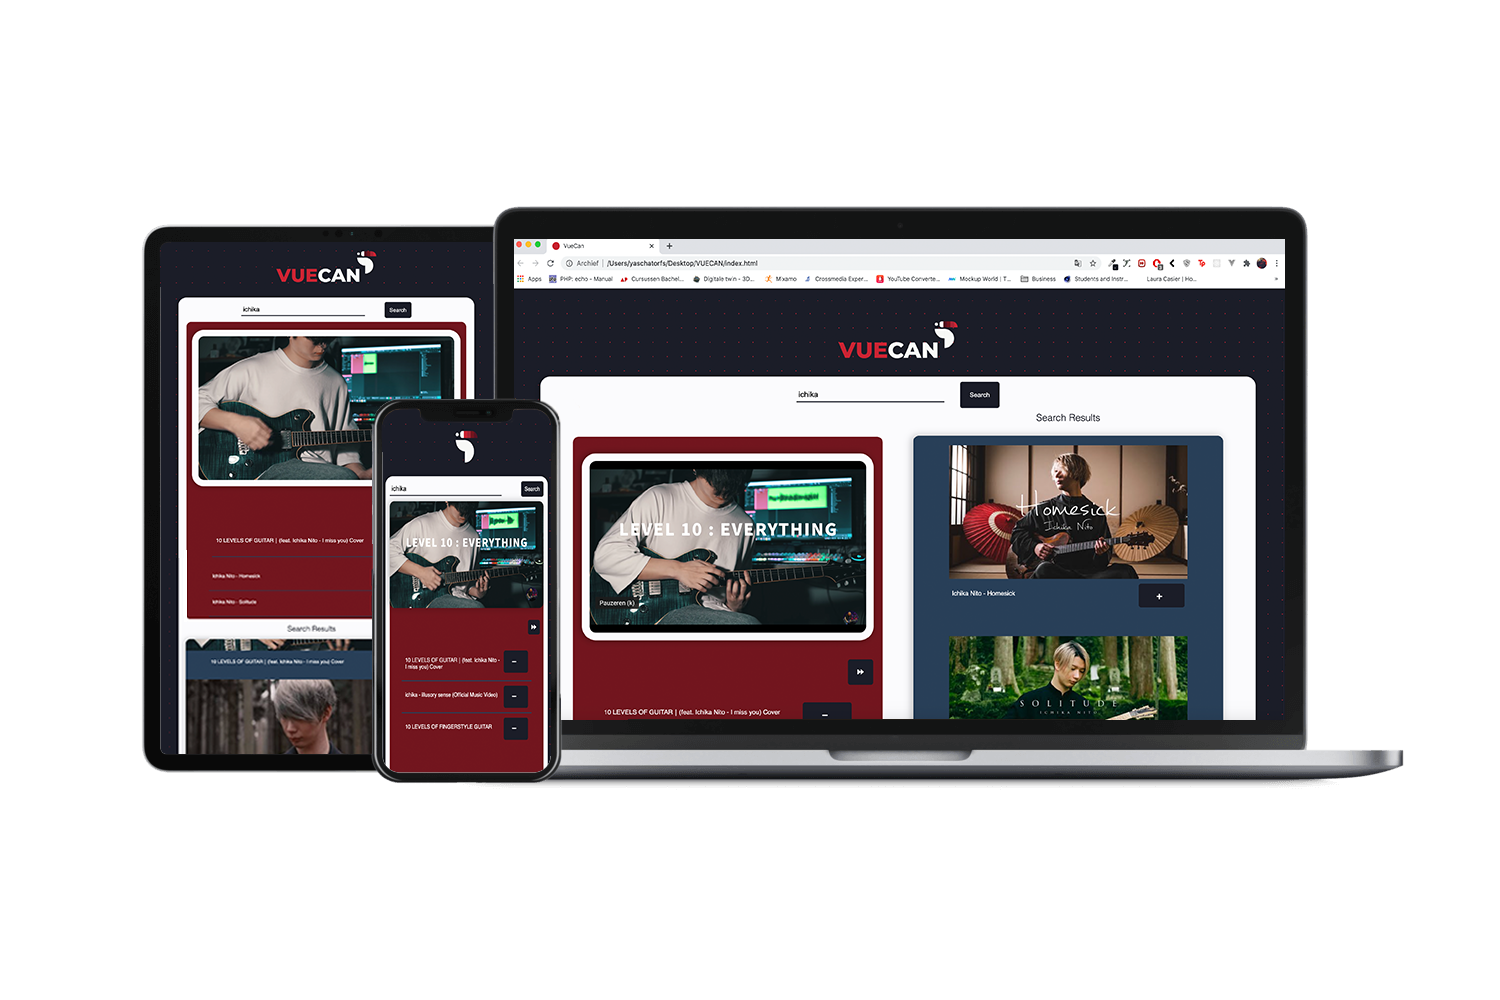 VUECAN
ichika
Search
10 LEVELS OF GUITAR | (feat. Ichika Nito - I miss you) Cover
Ichika Nito - Homesick
Ichika Nito - Solitude
Search Results
10 LEVELS OF GUITAR | (feat. Ichika Nito - I miss you) Cover
ichika
Search
LEVEL 10 : EVERYTHING
10 LEVELS OF GUITAR | (feat. Ichika Nito -
I miss you) Cover
ichika - illusory sense (Official Music Video)
10 LEVELS OF FINGERSTYLE GUITAR
VueCan
Archief | /Users/yaschatorfs/Desktop/VUECAN/index.html
Apps PHP: echo - Manual Cursussen Bachel... Digitale twin - 3D... Mixamo Crossmedia Exper... YouTube Converte... Mockup World | T... Business Students and Instr... Laura Casier | Ho...
VUECAN
ichika
Search
Search Results
LEVEL 10 : EVERYTHING
Pauzeren (k)
10 LEVELS OF GUITAR | (feat. Ichika Nito - I miss you) Cover
Homesick
Ichika Nito
Ichika Nito - Homesick
SOLITUDE
ICHIKA NITO